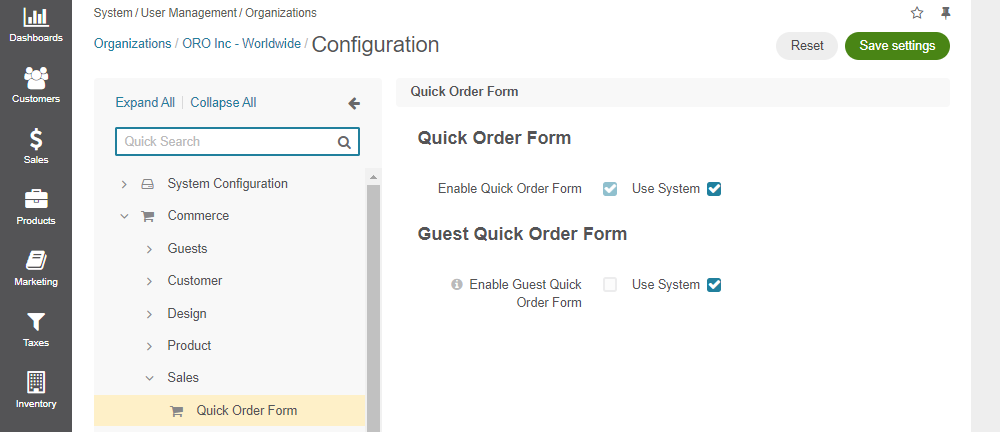 Dashboards
Customers
Sales
Products
Marketing
Taxes
Inventory
System / User Management / Organizations
Organizations / ORO Inc - Worldwide / Configuration
Reset
Save settings
Expand All | Collapse All
Quick Search
System Configuration
Commerce
Guests
Customer
Design
Product
Sales
Quick Order Form
Quick Order Form
Quick Order Form
Enable Quick Order Form
Use System
Guest Quick Order Form
Enable Guest Quick
Order Form
Use System